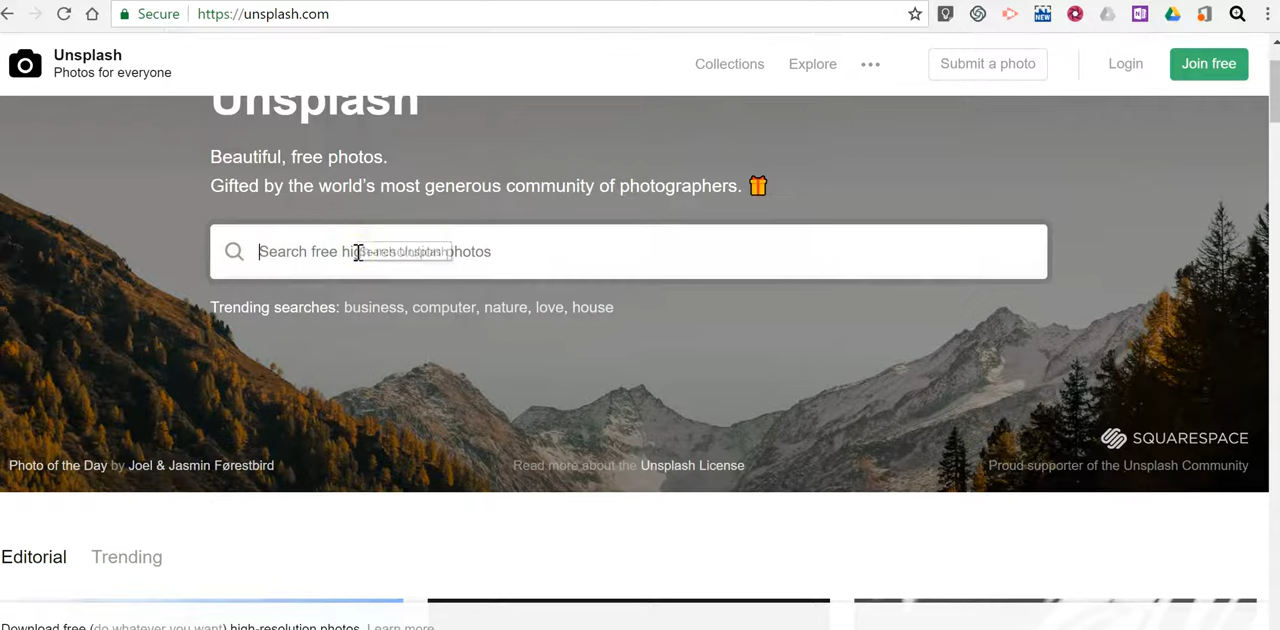 Secure https://unsplash.com
Unsplash
Photos for everyone
Collections Explore Submit a photo Login Join free
Unsplash
Beautiful, free photos.
Gifted by the world's most generous community of photographers.
Search free photos
Trending searches: business, computer, nature, love, house
SQUARESPACE
Photo of the Day by Joel & Jasmin Førestbird Read more about the Unsplash License Proud supporter of the Unsplash Community
Editorial Trending
Download free (do whatever you want) high-resolution photos. Learn more